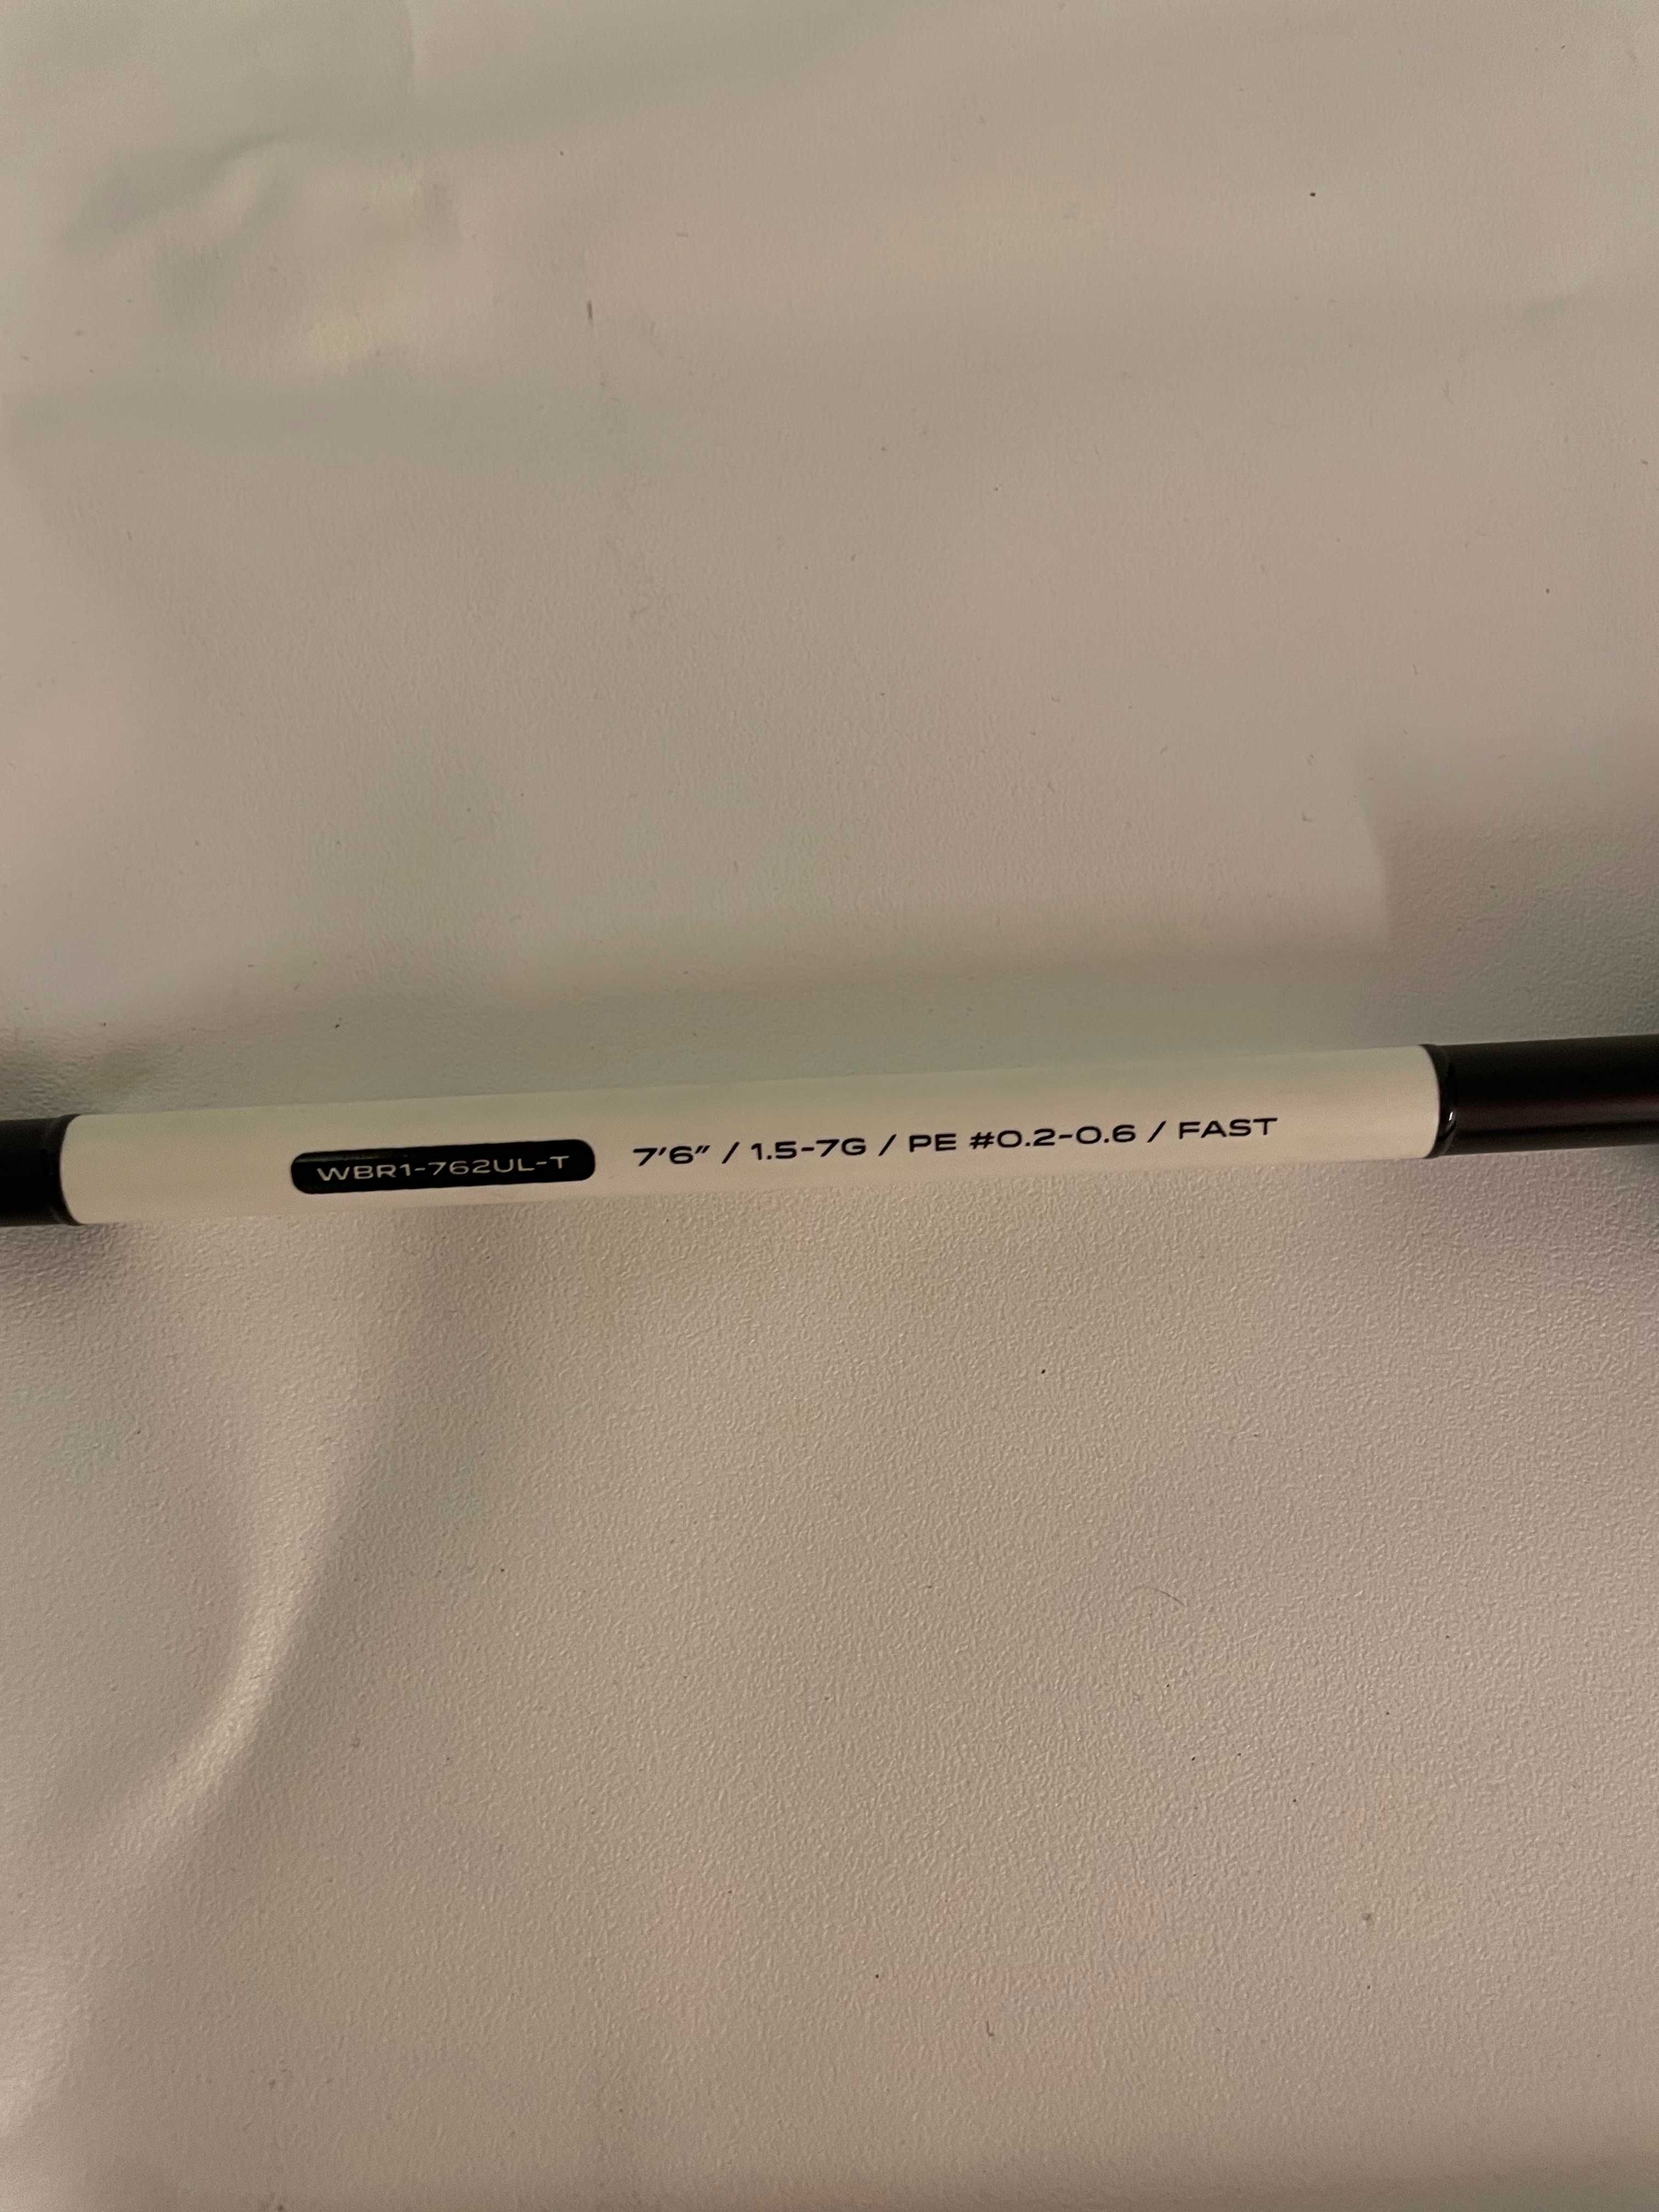 WBR1-762UL-T 7'6" / 1.5-7G / PE #0.2-0.6 / FAST